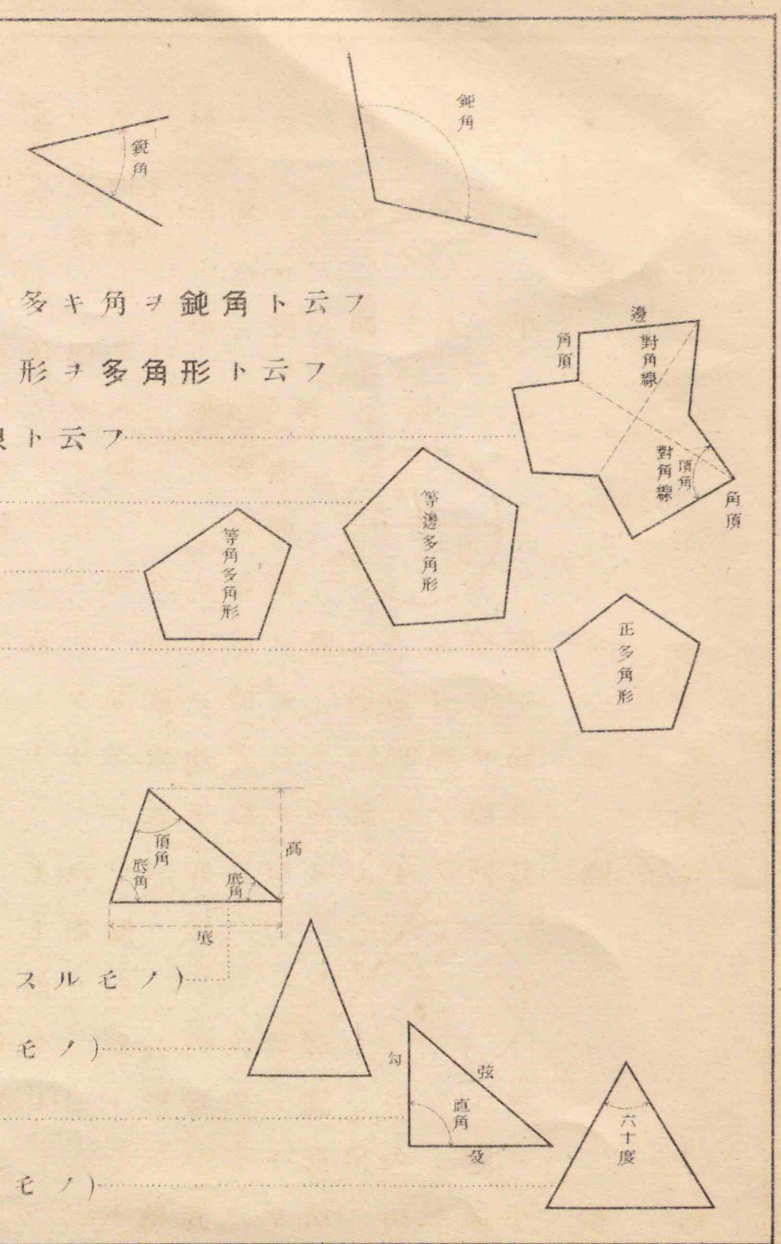 鋭角
鈍角
多キ角ヲ鈍角ト云フ
形ヲ多角形ト云フ
ト云フ
邊
角頂
對角線
對角線
頂角
角頂
等邊多角形
等角多角形
正多角形
頂角
底角
底角
高
底
スルモノ)
モノ)
勾
弦
直角
殳
六十度
モノ)